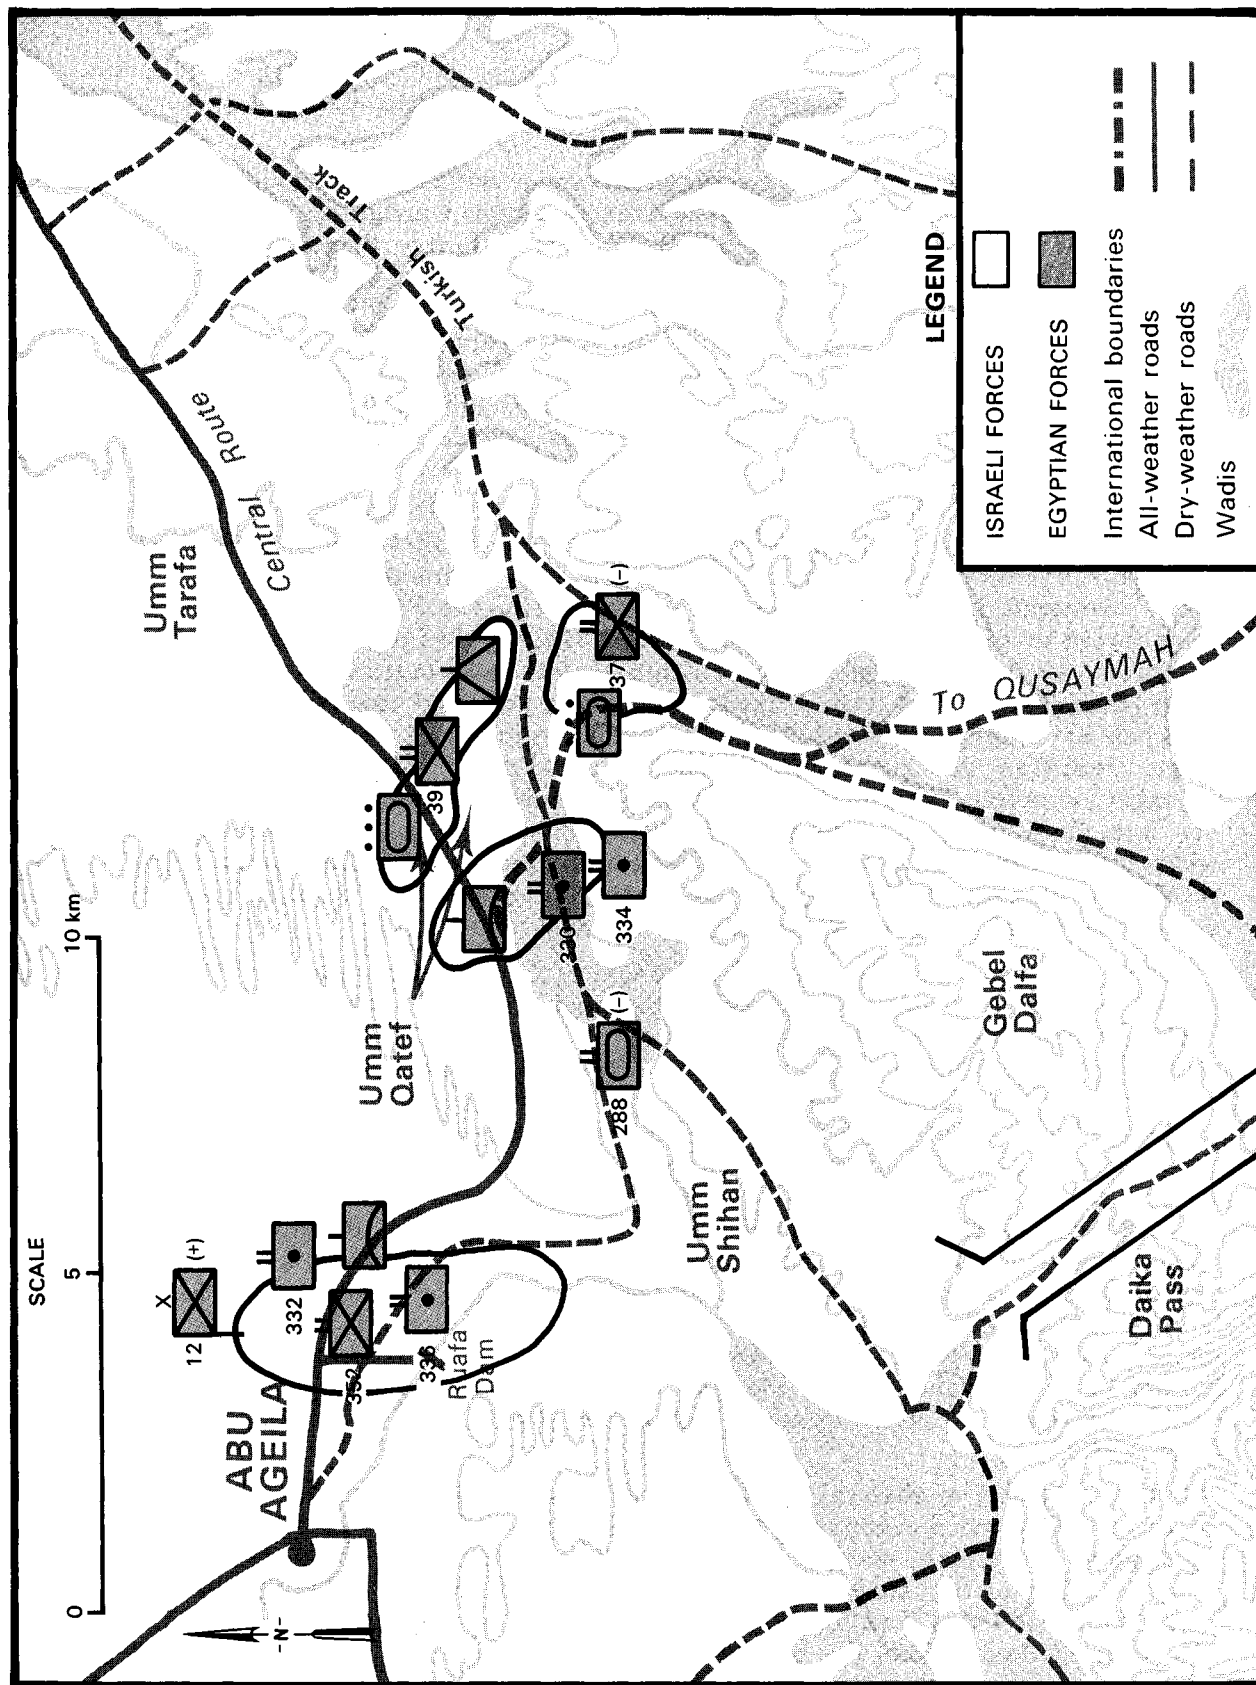 SCALE
0
5
10 km
-N-
12
X
(+)
332
352
336
Ruafa
Dam
ABU
AGEILA
Umm
Qatef
Umm
Tarafa
Central Route
Turkish Track
39
37
(-)
330
334
288
(-)
Umm
Shihan
Gebel
Dalfa
Daika
Pass
To QUSAYMAH
LEGEND
ISRAELI FORCES
EGYPTIAN FORCES
International boundaries
All-weather roads
Dry-weather roads
Wadis